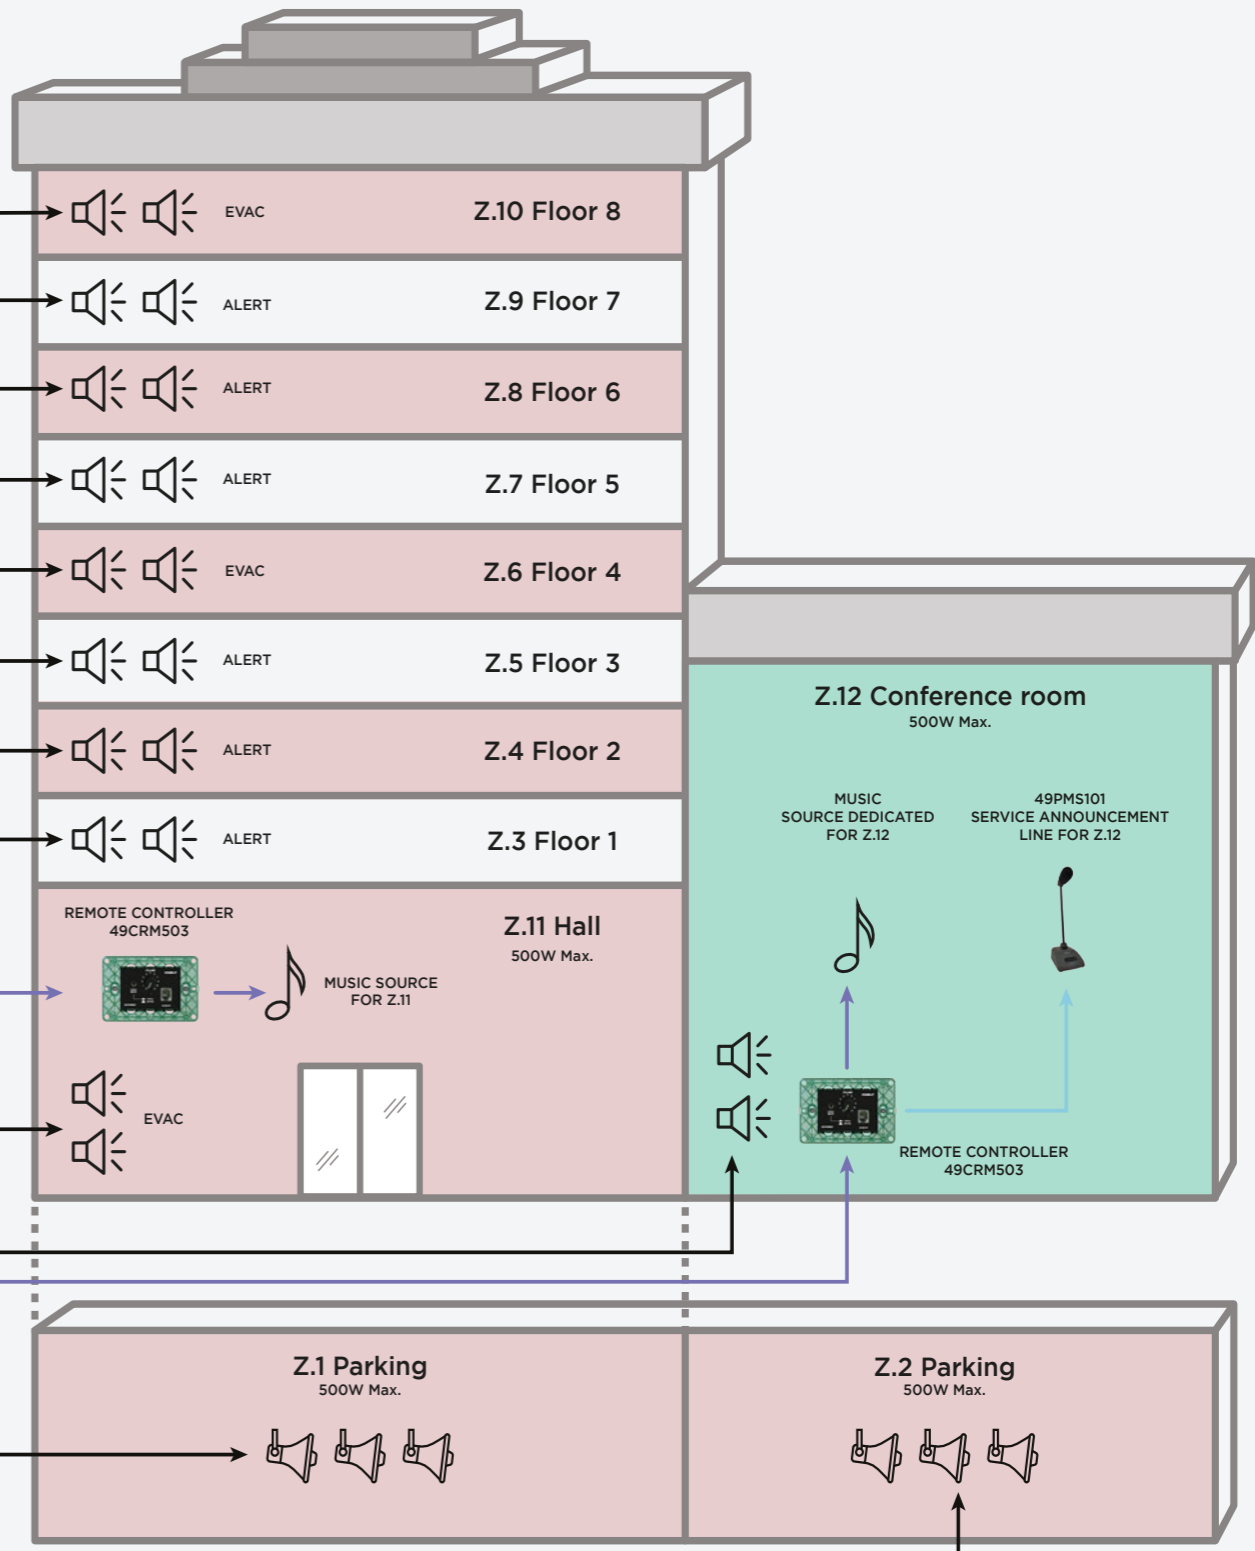 EVAC
Z.10 Floor 8
ALERT
Z.9 Floor 7
ALERT
Z.8 Floor 6
ALERT
Z.7 Floor 5
EVAC
Z.6 Floor 4
ALERT
Z.5 Floor 3
ALERT
Z.4 Floor 2
ALERT
Z.3 Floor 1
REMOTE CONTROLLER
49CRM503
Z.11 Hall
500W Max.
MUSIC SOURCE
FOR Z.11
EVAC
Z.12 Conference room
500W Max.
MUSIC
SOURCE DEDICATED
FOR Z.12
49PMS101
SERVICE ANNOUNCEMENT
LINE FOR Z.12
REMOTE CONTROLLER
49CRM503
Z.1 Parking
500W Max.
Z.2 Parking
500W Max.